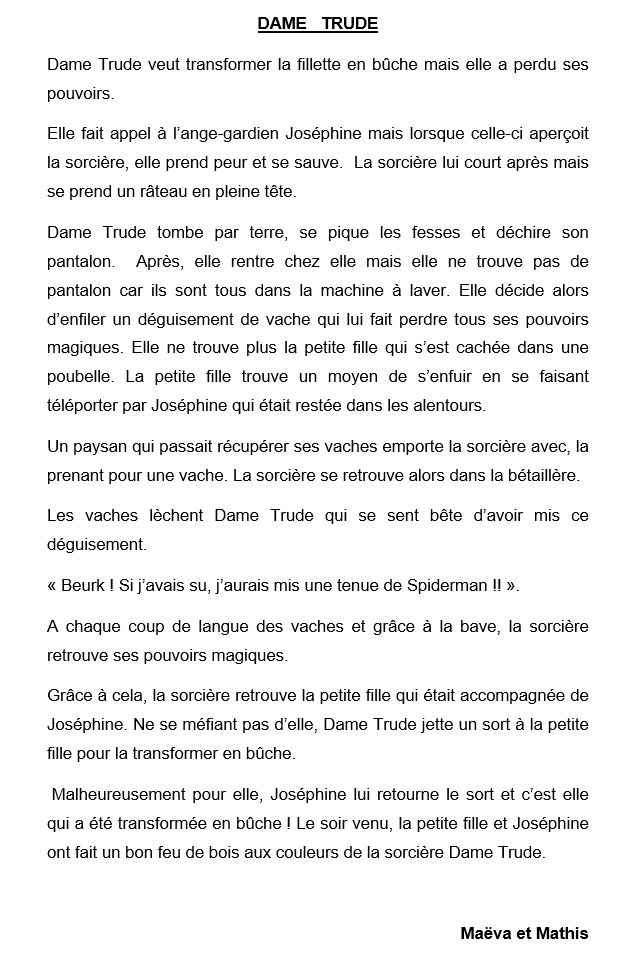 DAME TRUDE
Dame Trude veut transformer la fillette en bûche mais elle a perdu ses
pouvoirs.
Elle fait appel à l’ange-gardien Joséphine mais lorsque celle-ci aperçoit
la sorcière, elle prend peur et se sauve. La sorcière lui court après mais
se prend un râteau en pleine tête.
Dame Trude tombe par terre, se pique les fesses et déchire son
pantalon. Après, elle rentre chez elle mais elle ne trouve pas de
pantalon car ils sont tous dans la machine à laver. Elle décide alors
d’enfiler un déguisement de vache qui lui fait perdre tous ses pouvoirs
magiques. Elle ne trouve plus la petite fille qui s’est cachée dans une
poubelle. La petite fille trouve un moyen de s’enfuir en se faisant
téléporter par Joséphine qui était restée dans les alentours.
Un paysan qui passait récupérer ses vaches emporte la sorcière avec, la
prenant pour une vache. La sorcière se retrouve alors dans la bétaillère.
Les vaches lèchent Dame Trude qui se sent bête d’avoir mis ce
déguisement.
« Beurk ! Si j’avais su, j’aurais mis une tenue de Spiderman !! ».
A chaque coup de langue des vaches et grâce à la bave, la sorcière
retrouve ses pouvoirs magiques.
Grâce à cela, la sorcière retrouve la petite fille qui était accompagnée de
Joséphine. Ne se méfiant pas d’elle, Dame Trude jette un sort à la petite
fille pour la transformer en bûche.
Malheureusement pour elle, Joséphine lui retourne le sort et c’est elle
qui a été transformée en bûche ! Le soir venu, la petite fille et Joséphine
ont fait un bon feu de bois aux couleurs de la sorcière Dame Trude.
Maëva et Mathis